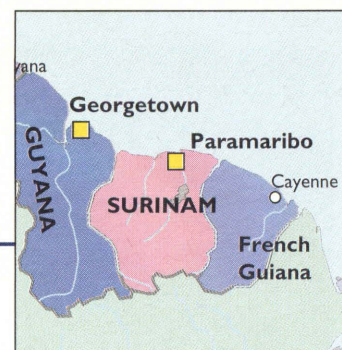 yana
Georgetown
Paramaribo
GUYANA
SURINAM
Cayenne
French
Guiana